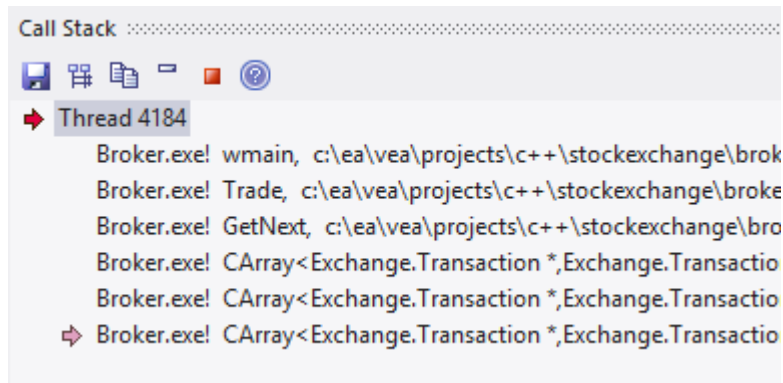 Call Stack
Thread 4184
Broker.exe! wmain, c:\ea\vea\projects\c++\stockexchange\brok
Broker.exe! Trade, c:\ea\vea\projects\c++\stockexchange\broke
Broker.exe! GetNext, c:\ea\vea\projects\c++\stockexchange\bro
Broker.exe! CArray<Exchange.Transaction *,Exchange.Transactio
Broker.exe! CArray<Exchange.Transaction *,Exchange.Transactio
Broker.exe! CArray<Exchange.Transaction *,Exchange.Transactio